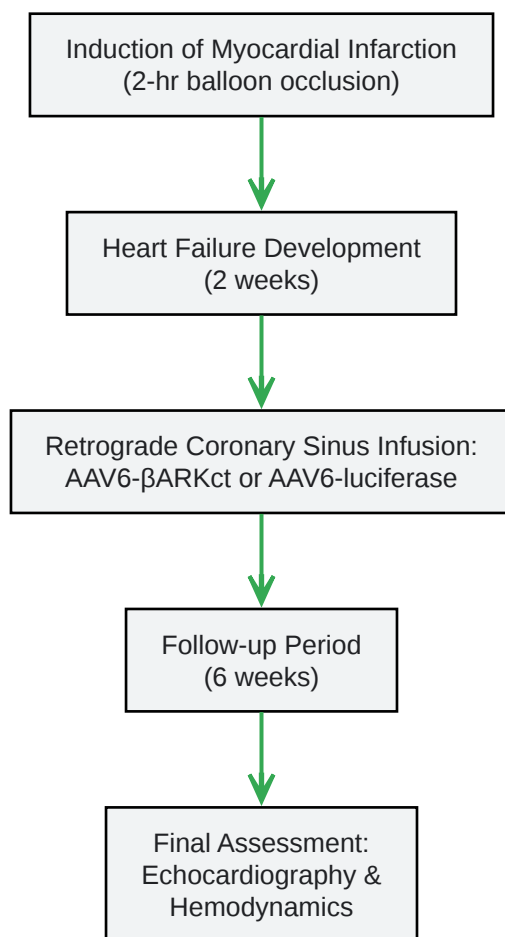 Induction of Myocardial Infarction
(2-hr balloon occlusion)
Heart Failure Development
(2 weeks)
Retrograde Coronary Sinus Infusion:
AAV6-βARKct or AAV6-luciferase
Follow-up Period
(6 weeks)
Final Assessment:
Echocardiography &
Hemodynamics